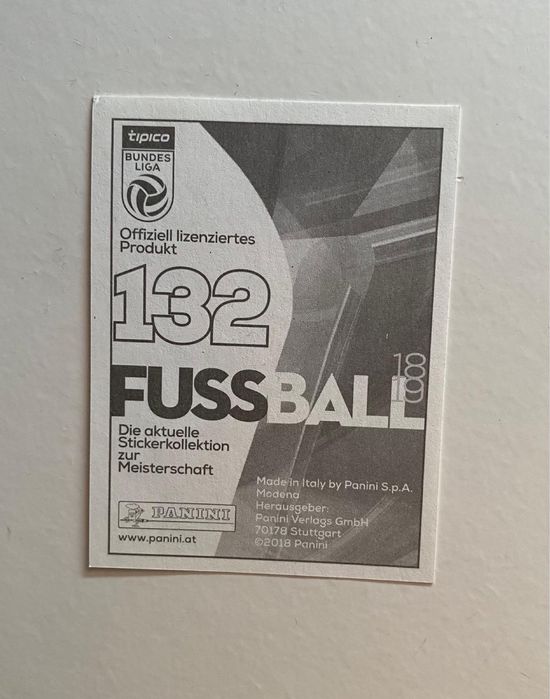 tipico
BUNDES
LIGA
Offiziell lizenziertes
Produkt
132
18
19
FUSSBALL
Die aktuelle
Stickerkollektion
zur
Meisterschaft
PANINI
www.panini.at
Made in Italy by Panini S.p.A.
Modena
Herausgeber:
Panini Verlags GmbH
70178 Stuttgart
©2018 Panini